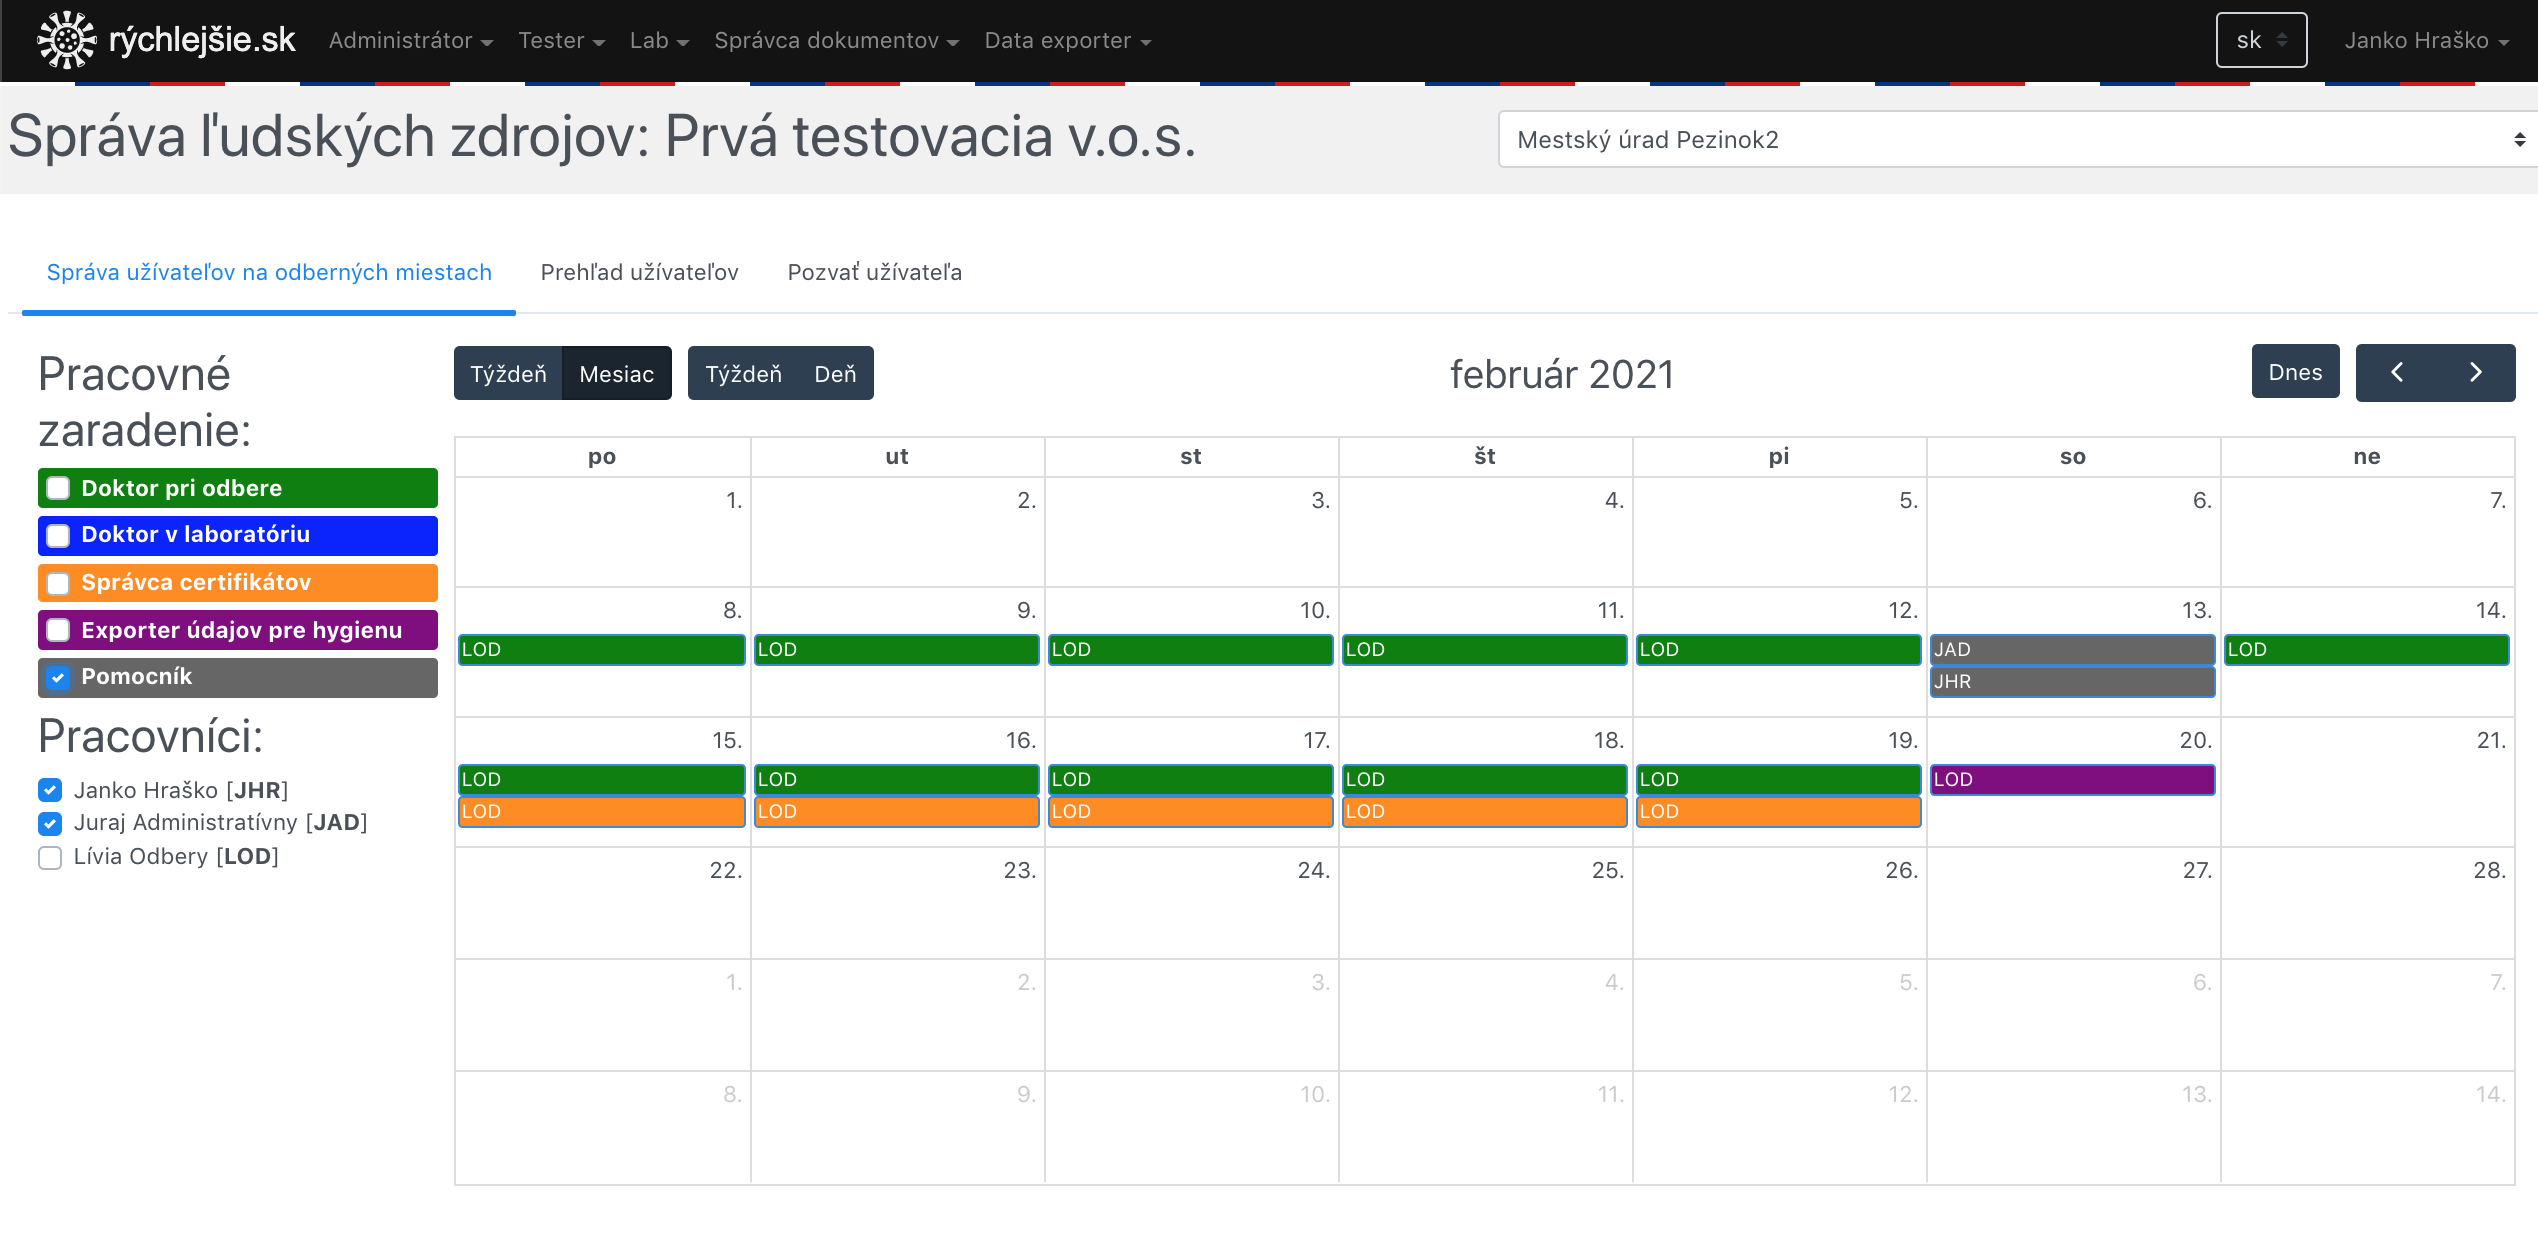 rýchlejšie.sk Administrátor Tester Lab Správca dokumentov Data exporter sk Janko Hraško
Správa ľudských zdrojov: Prvá testovacia v.o.s. Mestský úrad Pezinok2
Správa užívateľov na odberných miestach Prehľad užívateľov Pozvať užívateľa
Pracovné
zaradenie:
Doktor pri odbere
Doktor v laboratóriu
Správca certifikátov
Exporter údajov pre hygienu
Pomocník
Pracovníci:
Janko Hraško [JHR]
Juraj Administratívny [JAD]
Lívia Odbery [LOD]
Týždeň Mesiac Týždeň Deň február 2021 Dnes
po ut st št pi so ne
1. 2. 3. 4. 5. 6. 7.
8. 9. 10. 11. 12. 13. 14.
LOD LOD LOD LOD LOD JAD LOD
JHR
15. 16. 17. 18. 19. 20. 21.
LOD LOD LOD LOD LOD LOD
LOD LOD LOD LOD LOD
22. 23. 24. 25. 26. 27. 28.
1. 2. 3. 4. 5. 6. 7.
8. 9. 10. 11. 12. 13. 14.